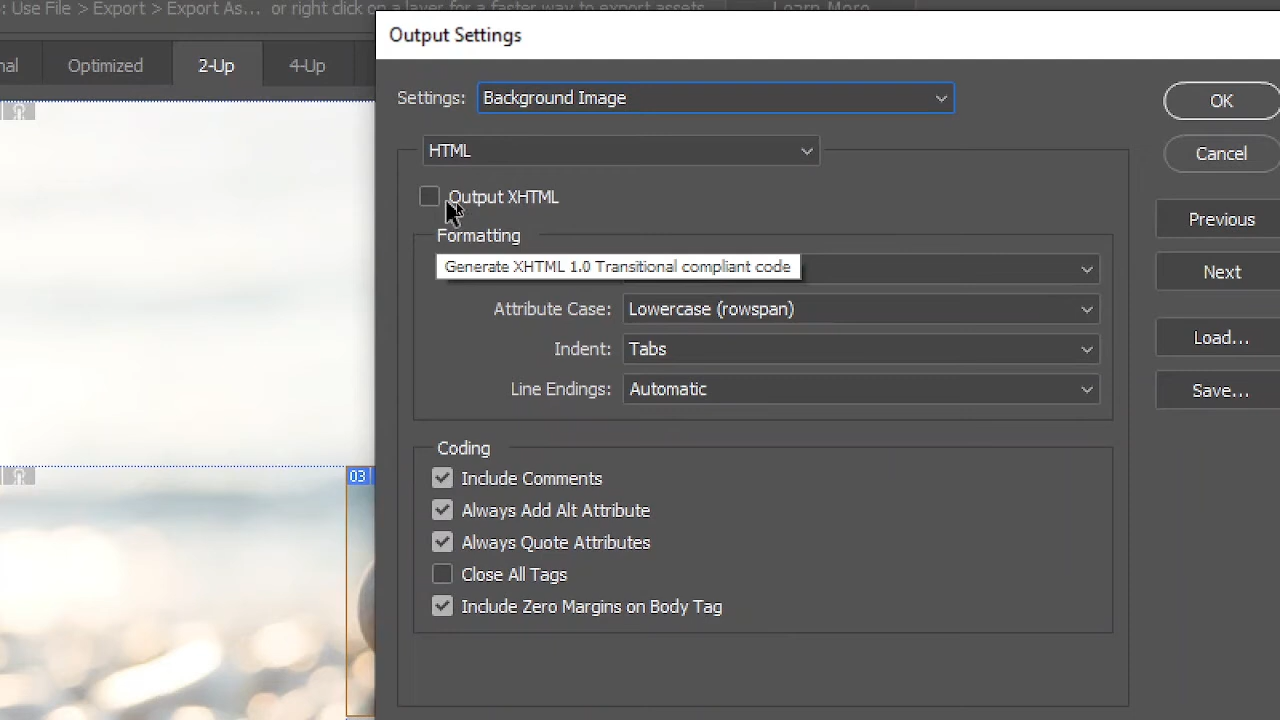 : Use File > Export > Export As... or right click on a layer for a faster way to export assets. Learn More
Output Settings
nal Optimized 2-Up 4-Up
Settings: Background Image
OK
HTML
Cancel
Output XHTML
Previous
Formatting
Generate XHTML 1.0 Transitional compliant code
Next
Attribute Case: Lowercase (rowspan)
Load...
Indent: Tabs
Line Endings: Automatic
Save...
Coding
03
Include Comments
Always Add Alt Attribute
Always Quote Attributes
Close All Tags
Include Zero Margins on Body Tag